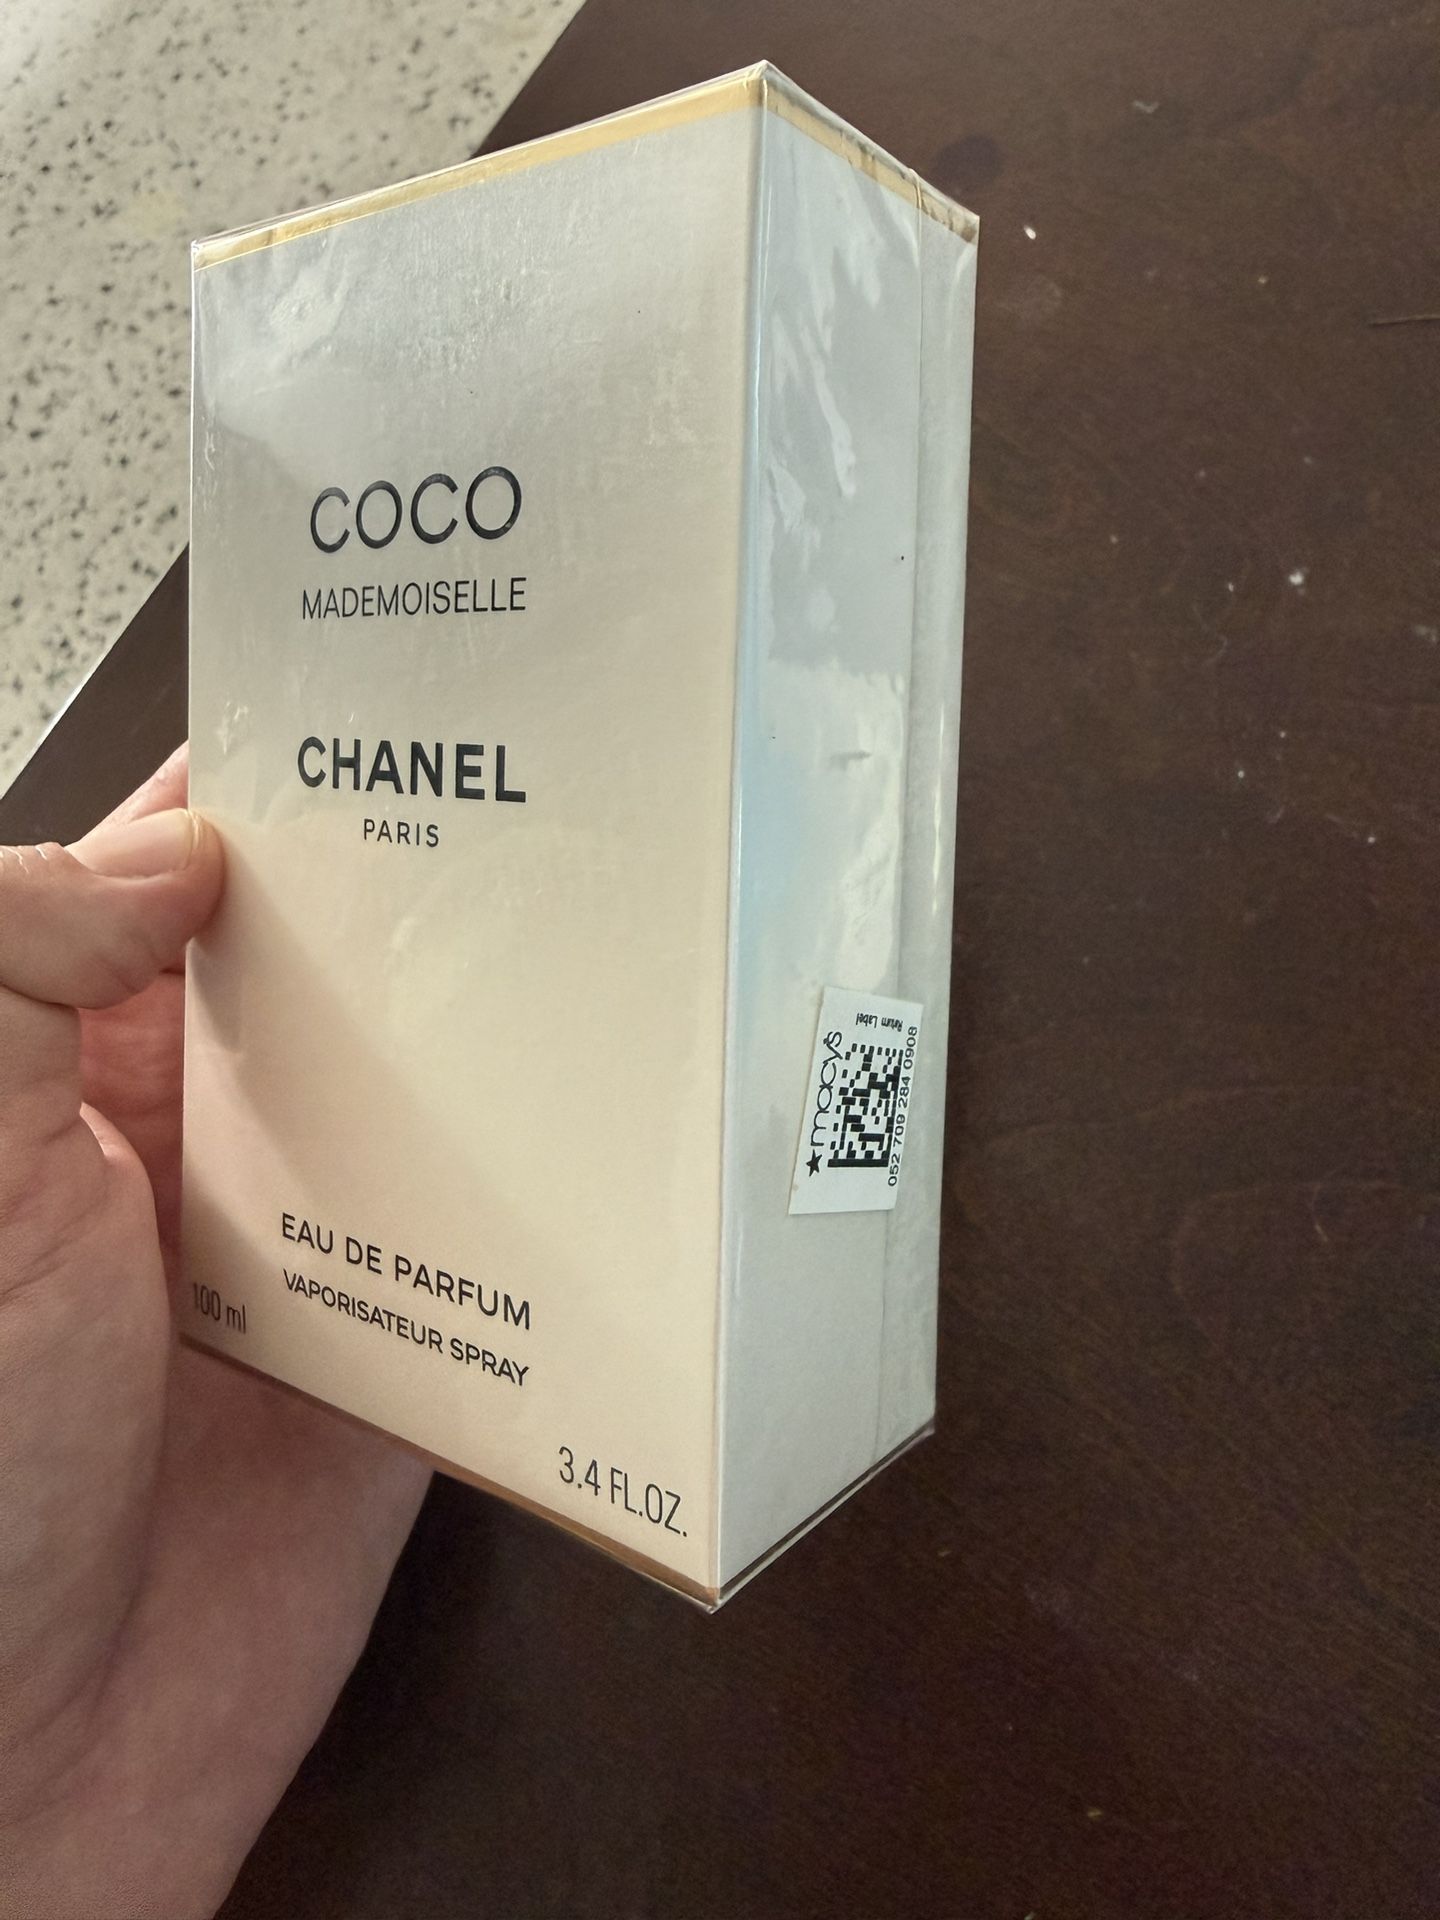 COCO
MADEMOISELLE
CHANEL
PARIS
EAU DE PARFUM
VAPORISATEUR SPRAY
100 ml
3.4 FL.OZ.
★macy's
Return Label
052 709 284 0908